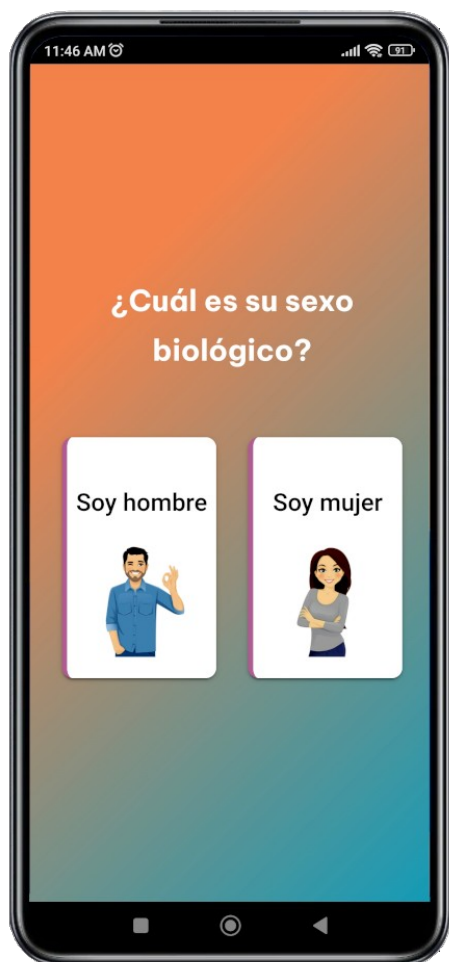 11:46 AM
91
¿Cuál es su sexo
biológico?
Soy hombre
Soy mujer